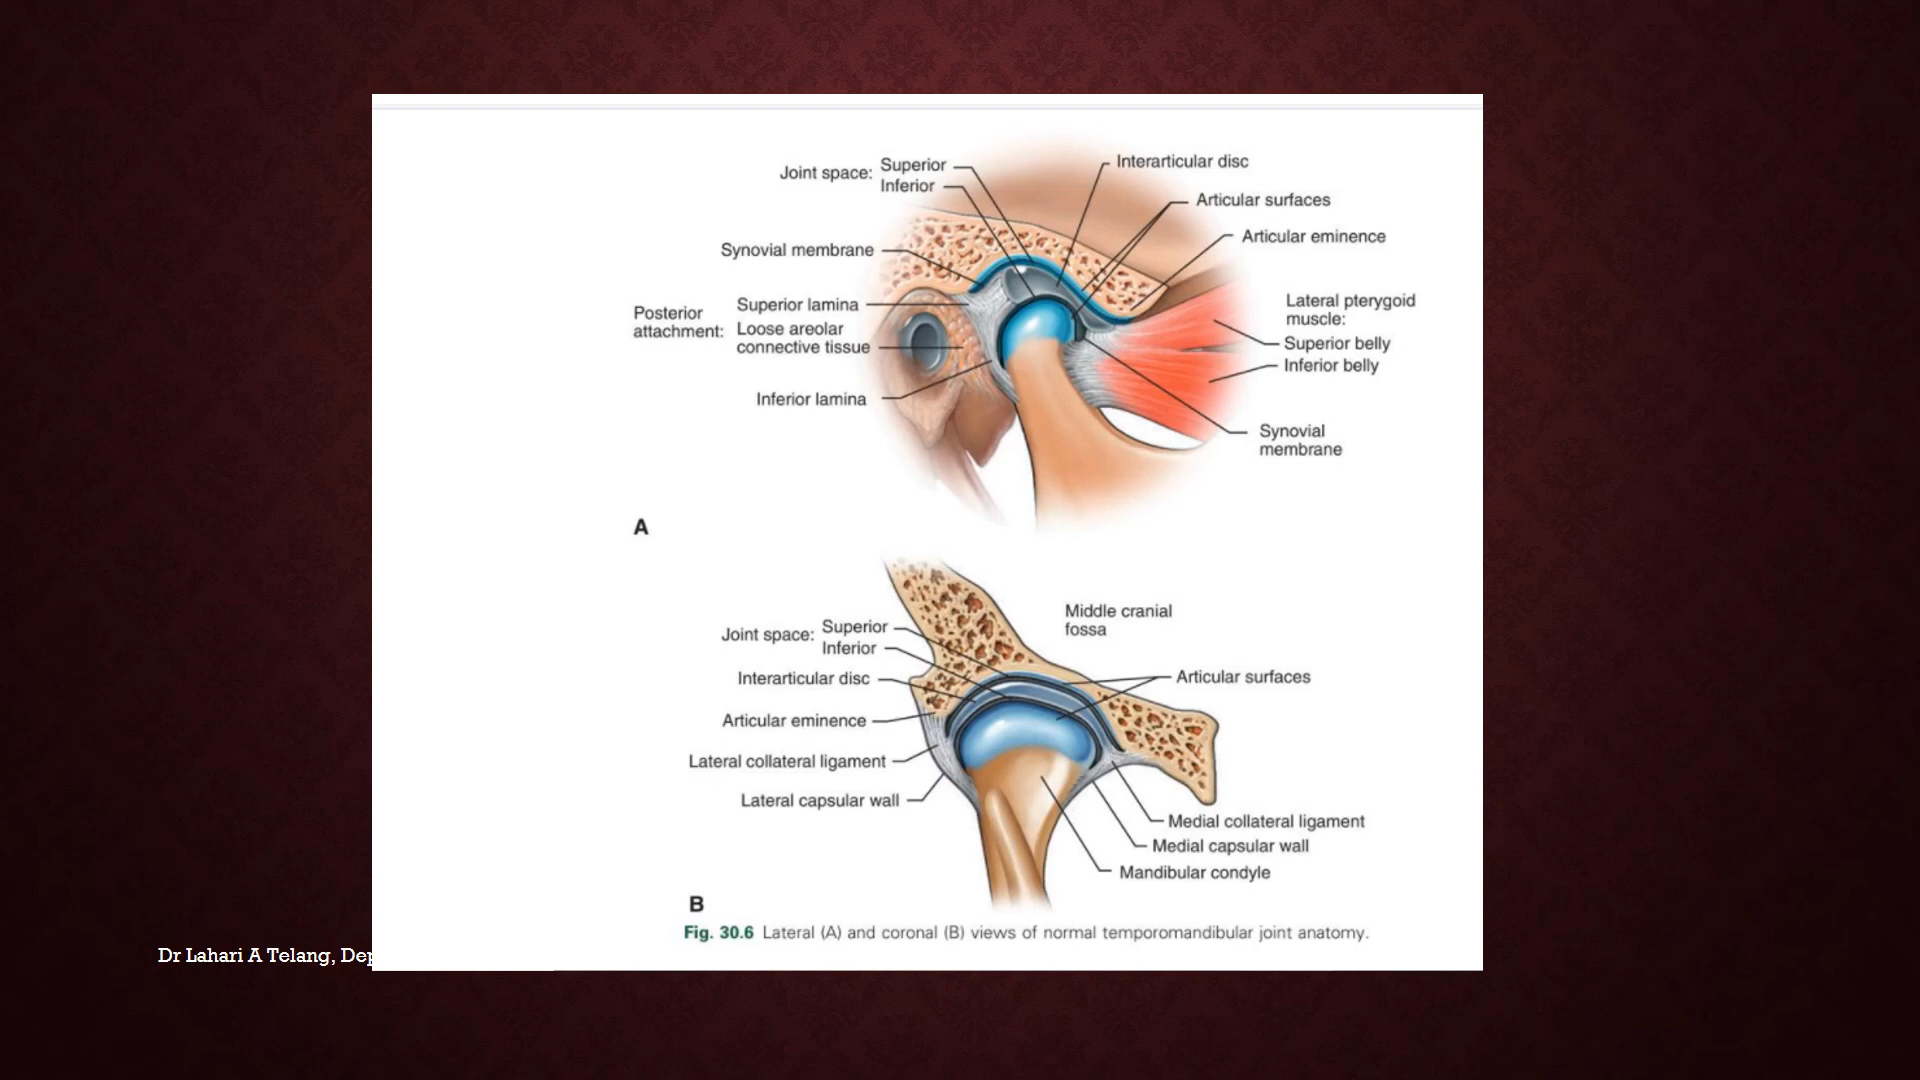 Joint space: Superior
Inferior
Interarticular disc
Articular surfaces
Articular eminence
Synovial membrane
Posterior
attachment:
Superior lamina
Loose areolar
connective tissue
Inferior lamina
Lateral pterygoid
muscle:
Superior belly
Inferior belly
Synovial
membrane
A
Middle cranial
fossa
Joint space: Superior
Inferior
Interarticular disc
Articular eminence
Lateral collateral ligament
Lateral capsular wall
Articular surfaces
Medial collateral ligament
Medial capsular wall
Mandibular condyle
B
Fig. 30.6 Lateral (A) and coronal (B) views of normal temporomandibular joint anatomy.
Dr Lahari A Telang,